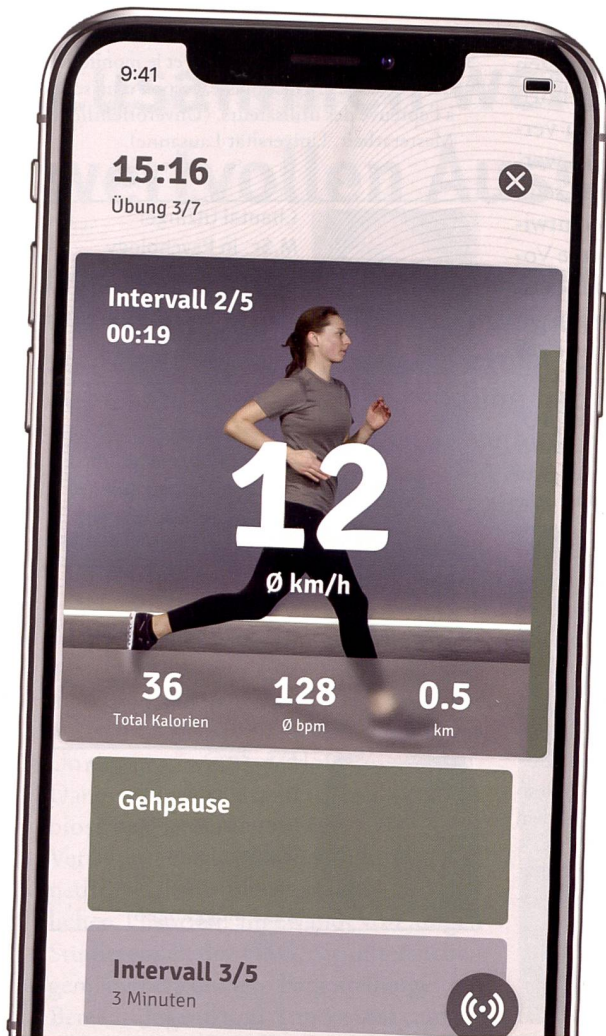 9:41
15:16
Übung 3/7
Intervall 2/5
00:19
12
Ø km/h
36 128 0.5
Total Kalorien Ø bpm km
Gehpause
Intervall 3/5
3 Minuten